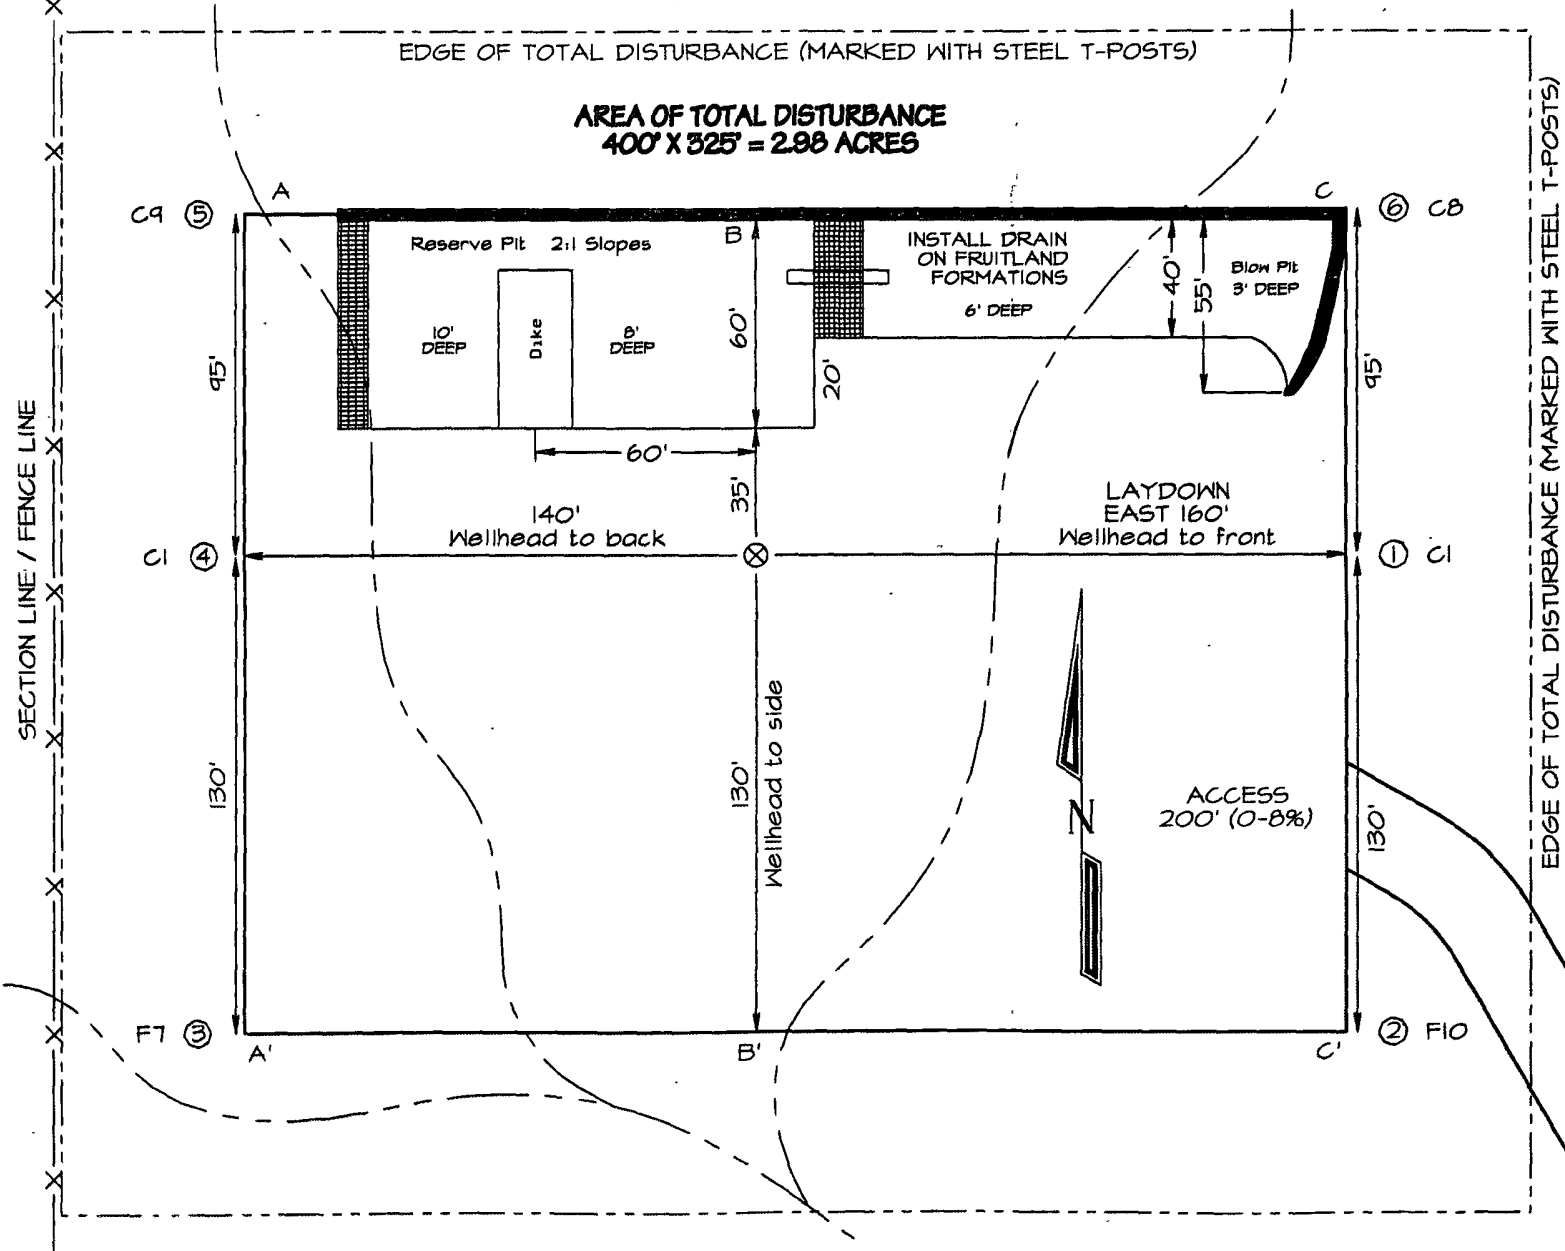 EDGE OF TOTAL DISTURBANCE (MARKED WITH STEEL T-POSTS)
AREA OF TOTAL DISTURBANCE
400' X 325' = 2.98 ACRES
A
C
C9 5
6 C8
Reserve Pit 2:1 Slopes
B
INSTALL DRAIN
ON FRUITLAND
FORMATIONS
6' DEEP
40'
55'
Blow Pit
3' DEEP
10'
DEEP
Dike
8'
DEEP
60'
20'
95'
95'
60'
35'
140'
Wellhead to back
LAYDOWN
EAST 160'
Wellhead to front
C1 4
1 C1
SECTION LINE / FENCE LINE
EDGE OF TOTAL DISTURBANCE (MARKED WITH STEEL T-POSTS)
130'
130'
Wellhead to side
N
ACCESS
200' (0-8%)
130'
F7 3
2 F10
A'
B'
C'